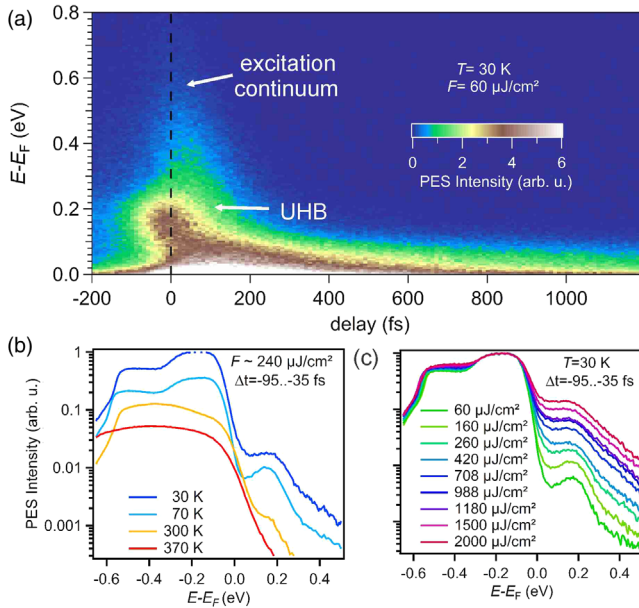 (a)
0.8
0.6
0.4
0.2
0.0
E-E_F (eV)
excitation
continuum
UHB
T= 30 K
F= 60 µJ/cm²
0 2 4 6
PES Intensity (arb. u.)
-200 0 200 400 600 800 1000
delay (fs)
(b)
F ~ 240 µJ/cm²
Δt=-95..-35 fs
1
0.1
0.01
0.001
PES Intensity (arb. u.)
30 K
70 K
300 K
370 K
-0.6 -0.4 -0.2 0.0 0.2 0.4
E-E_F (eV)
(c)
T=30 K
Δt=-95..-35 fs
60 µJ/cm²
160 µJ/cm²
260 µJ/cm²
420 µJ/cm²
708 µJ/cm²
988 µJ/cm²
1180 µJ/cm²
1500 µJ/cm²
2000 µJ/cm²
-0.6 -0.4 -0.2 0.0 0.2 0.4
E-E_F (eV)